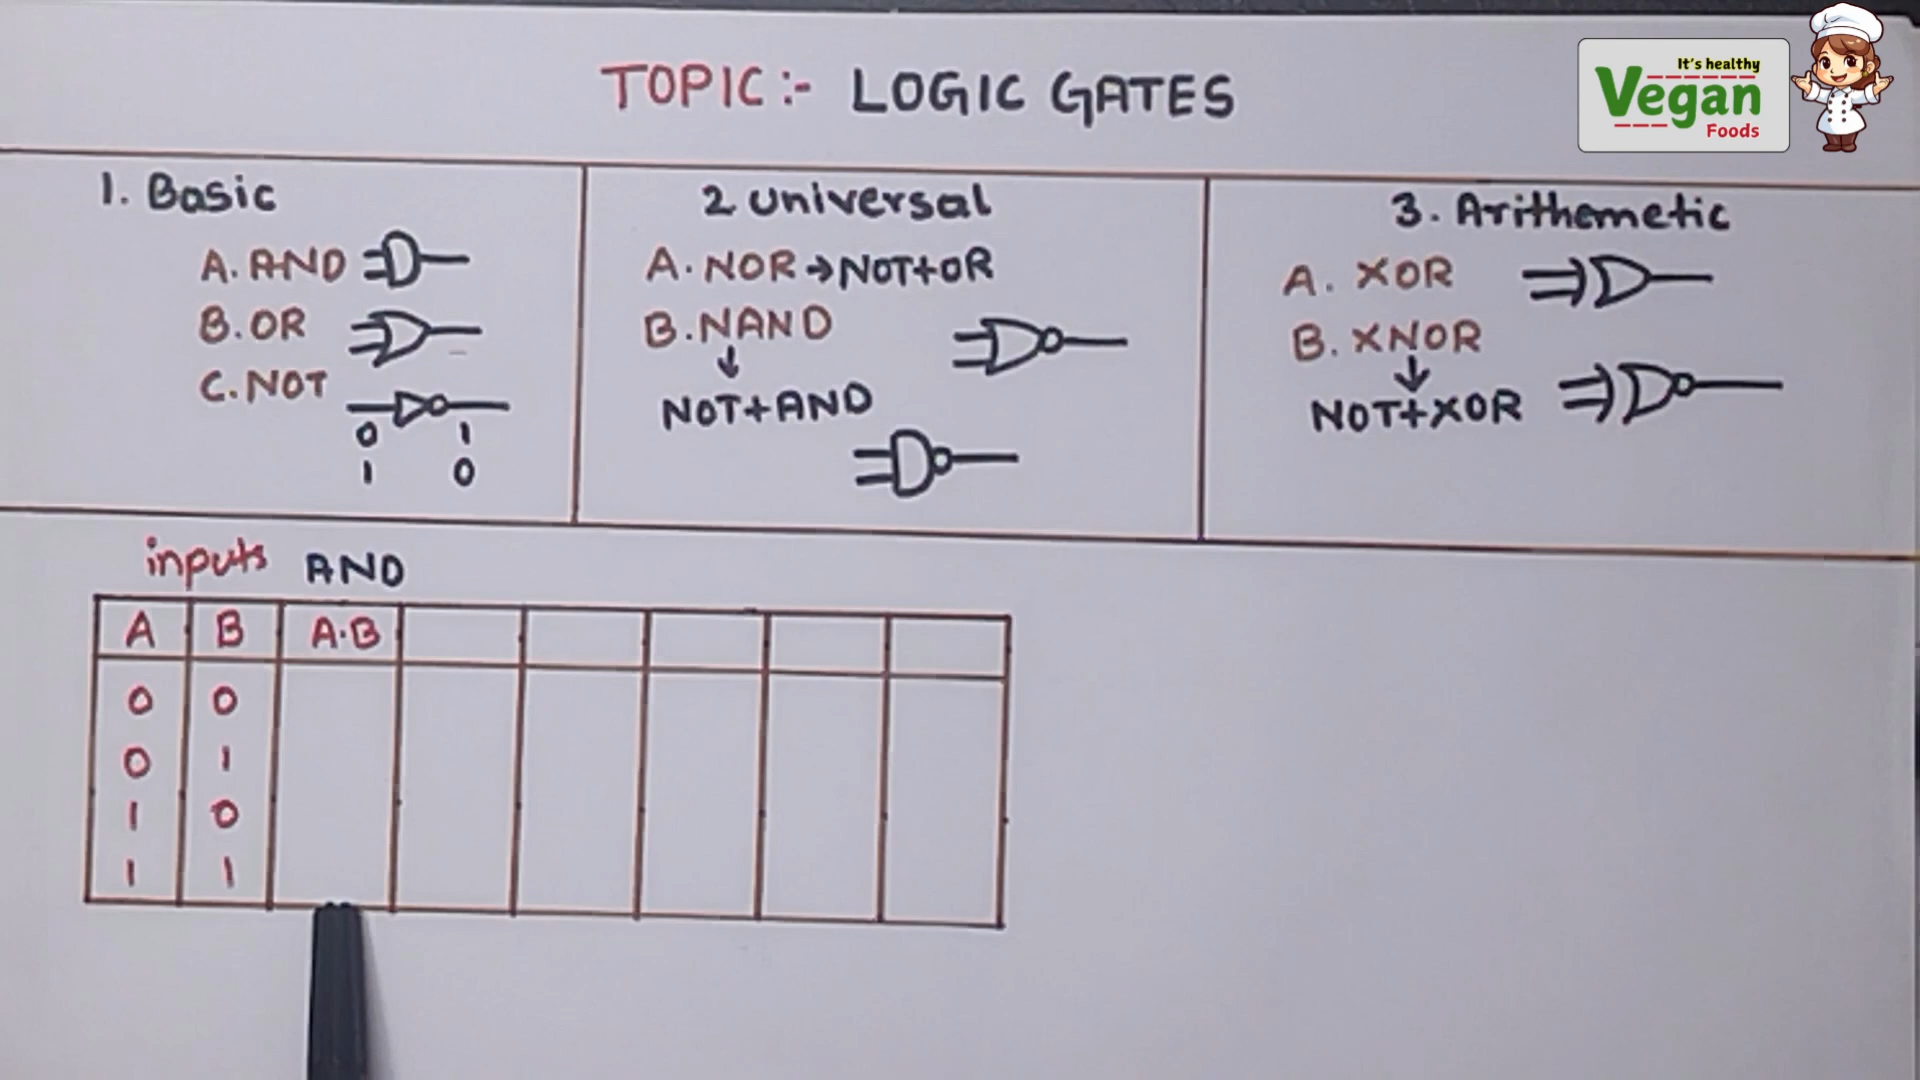 TOPIC:- LOGIC GATES
It's healthy
Vegan
Foods
1. Basic
A. AND
B. OR
C. NOT
0 1
1 0
2 universal
A. NOR → NOT+OR
B. NAND
↓
NOT+AND
3. Arithemetic
A. XOR
B. XNOR
↓
NOT+XOR
inputs AND
A B A·B
0 0
0 1
1 0
1 1